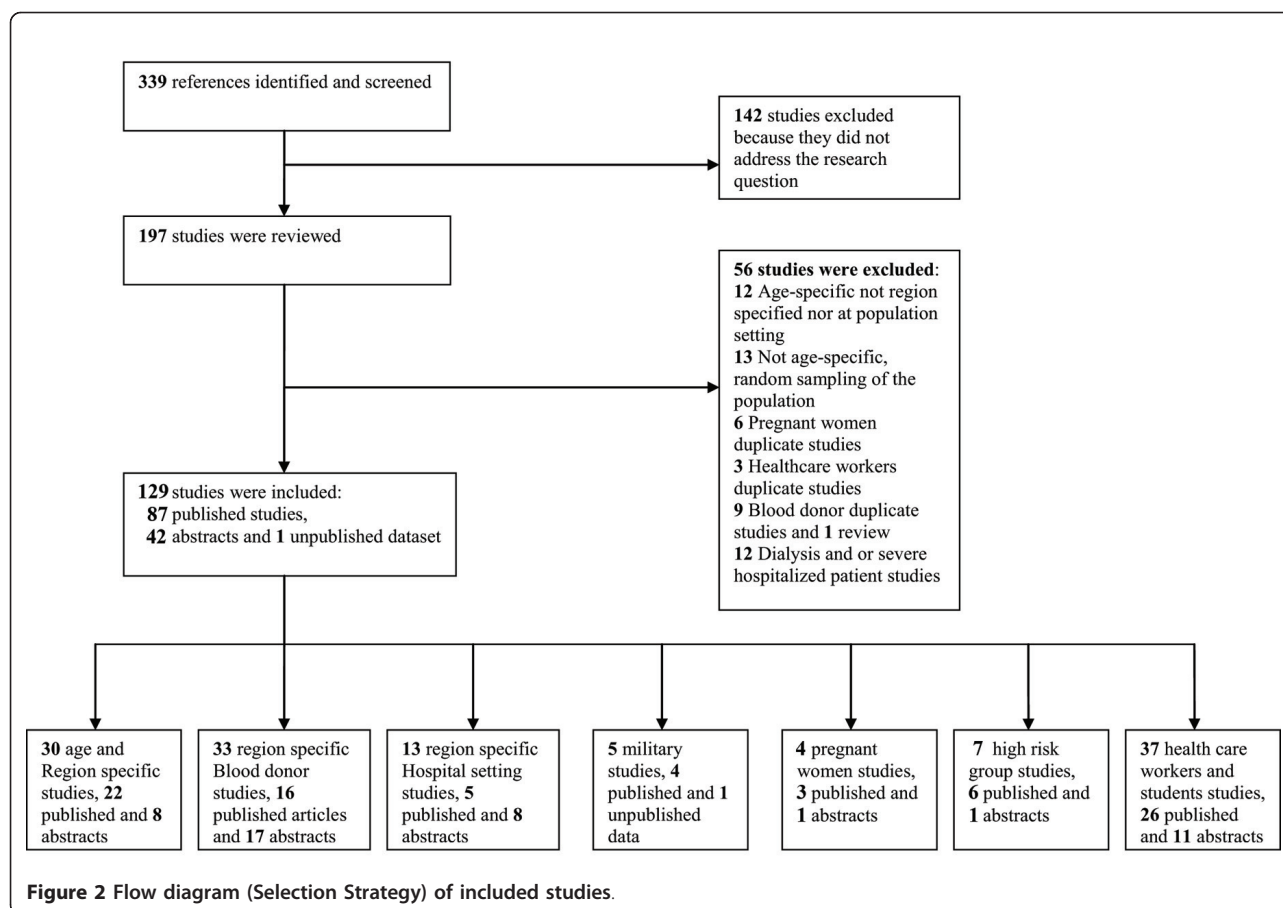 339 references identified and screened
142 studies excluded
because they did not
address the research
question
197 studies were reviewed
56 studies were excluded:
12 Age-specific not region
specified nor at population
setting
13 Not age-specific,
random sampling of the
population
6 Pregnant women
duplicate studies
3 Healthcare workers
duplicate studies
9 Blood donor duplicate
studies and 1 review
12 Dialysis and or severe
hospitalized patient studies
129 studies were included:
87 published studies,
42 abstracts and 1 unpublished dataset
30 age and
Region specific
studies, 22
published and 8
abstracts
33 region specific
Blood donor
studies, 16
published articles
and 17 abstracts
13 region specific
Hospital setting
studies, 5
published and 8
abstracts
5 military
studies, 4
published and 1
unpublished
data
4 pregnant
women studies,
3 published and
1 abstracts
7 high risk
group studies,
6 published and
1 abstracts
37 health care
workers and
students studies,
26 published
and 11 abstracts
Figure 2 Flow diagram (Selection Strategy) of included studies.